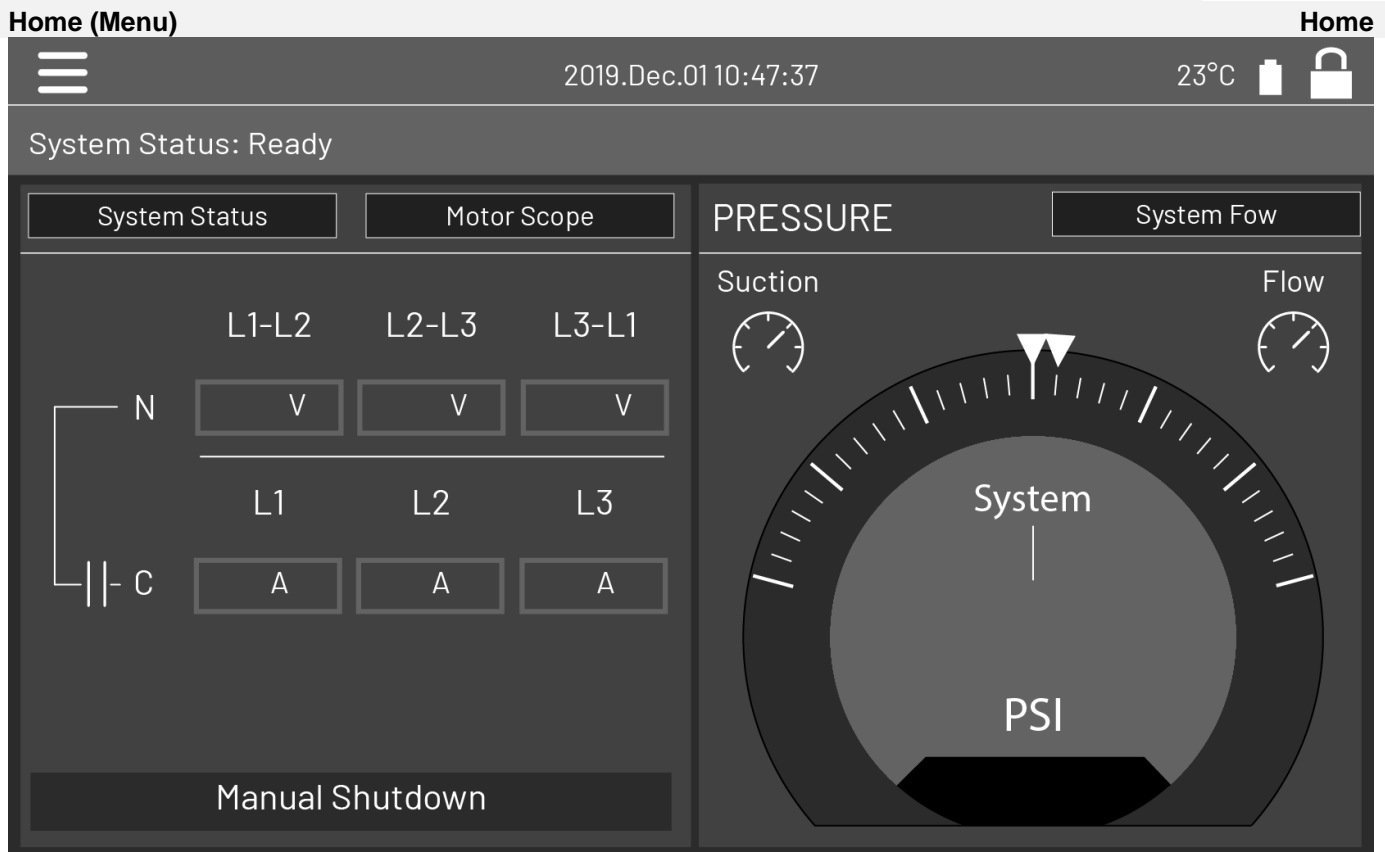 Home (Menu) Home
2019.Dec.01 10:47:37 23°C
System Status: Ready
System Status Motor Scope
PRESSURE System Fow
Suction Flow
L1-L2 L2-L3 L3-L1
N V V V
L1 L2 L3
C A A A
System
PSI
Manual Shutdown